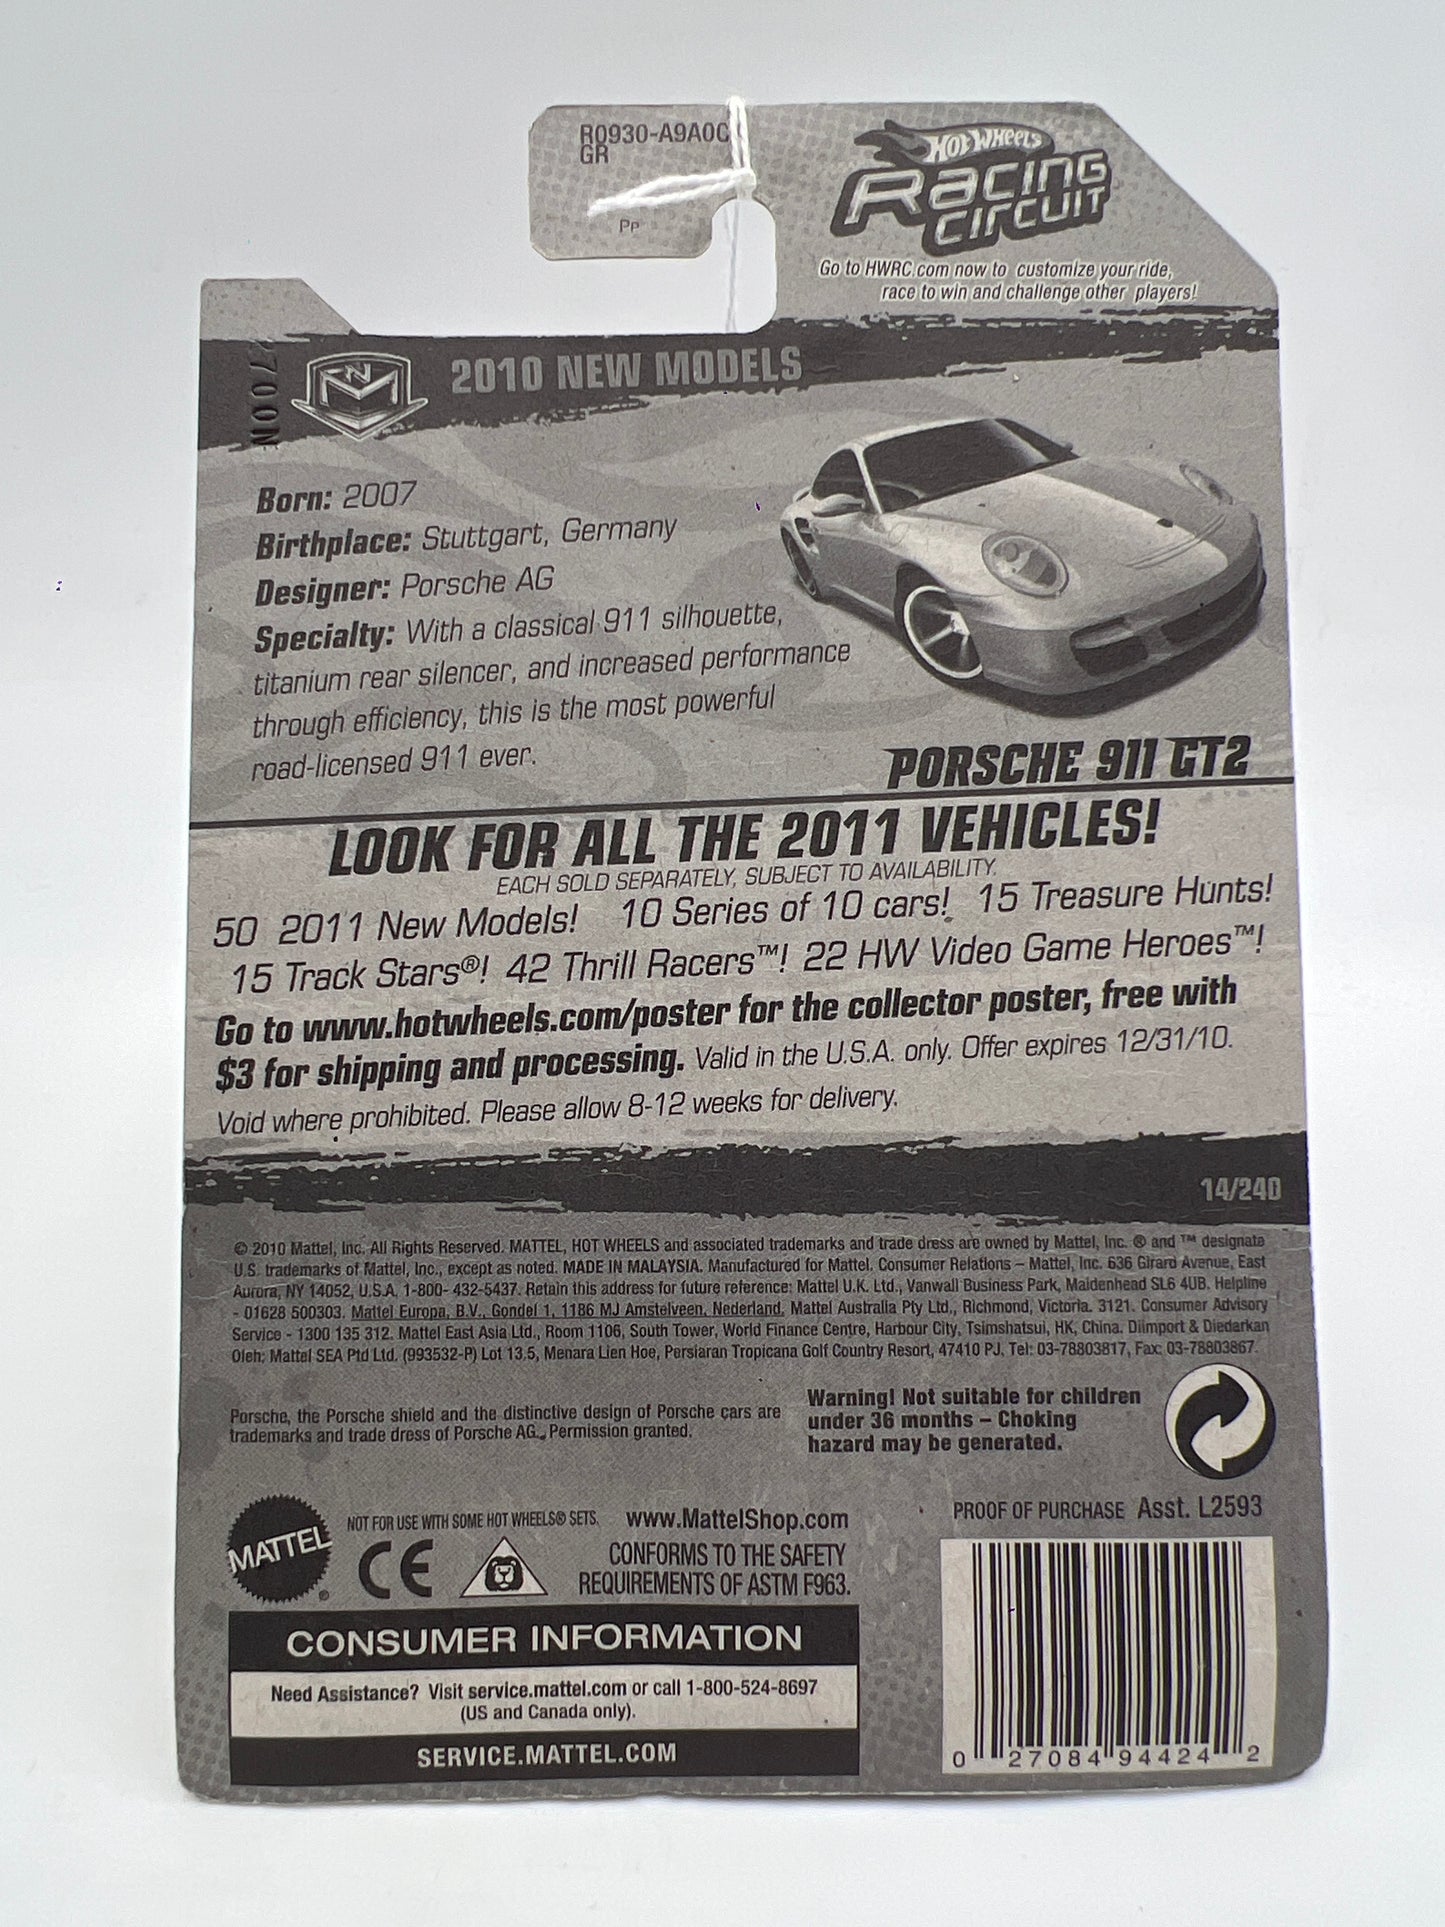 R0930-A9A0C
GR
Pp
HOT WHEELS
RACING
CIRCUIT
Go to HWRC.com now to customize your ride,
race to win and challenge other players!
NM
2010 NEW MODELS
Born: 2007
Birthplace: Stuttgart, Germany
Designer: Porsche AG
Specialty: With a classical 911 silhouette,
titanium rear silencer, and increased performance
through efficiency, this is the most powerful
road-licensed 911 ever.
PORSCHE 911 GT2
LOOK FOR ALL THE 2011 VEHICLES!
EACH SOLD SEPARATELY, SUBJECT TO AVAILABILITY.
50 2011 New Models! 10 Series of 10 cars! 15 Treasure Hunts!
15 Track Stars®! 42 Thrill Racers™! 22 HW Video Game Heroes™!
Go to www.hotwheels.com/poster for the collector poster, free with
$3 for shipping and processing. Valid in the U.S.A. only. Offer expires 12/31/10.
Void where prohibited. Please allow 8-12 weeks for delivery.
14/240
© 2010 Mattel, Inc. All Rights Reserved. MATTEL, HOT WHEELS and associated trademarks and trade dress are owned by Mattel, Inc. ® and ™ designate
U.S. trademarks of Mattel, Inc., except as noted. MADE IN MALAYSIA. Manufactured for Mattel. Consumer Relations – Mattel, Inc. 636 Girard Avenue, East
Aurora, NY 14052, U.S.A. 1-800- 432-5437. Retain this address for future reference: Mattel U.K. Ltd., Vanwall Business Park, Maidenhead SL6 4UB. Helpline
- 01628 500303. Mattel Europa, B.V., Gondel 1, 1186 MJ Amstelveen, Nederland. Mattel Australia Pty Ltd., Richmond, Victoria. 3121. Consumer Advisory
Service - 1300 135 312. Mattel East Asia Ltd., Room 1106, South Tower, World Finance Centre, Harbour City, Tsimshatsui, HK, China. Diimport & Diedarkan
Oleh: Mattel SEA Ptd Ltd. (993532-P) Lot 13.5, Menara Lien Hoe, Persiaran Tropicana Golf Country Resort, 47410 PJ. Tel: 03-78803817, Fax: 03-78803867.
Porsche, the Porsche shield and the distinctive design of Porsche cars are
trademarks and trade dress of Porsche AG. Permission granted.
Warning! Not suitable for children
under 36 months – Choking
hazard may be generated.
PROOF OF PURCHASE Asst. L2593
MATTEL ®
NOT FOR USE WITH SOME HOT WHEELS® SETS. www.MattelShop.com
CE
CONFORMS TO THE SAFETY
REQUIREMENTS OF ASTM F963.
CONSUMER INFORMATION
Need Assistance? Visit service.mattel.com or call 1-800-524-8697
(US and Canada only).
SERVICE.MATTEL.COM
0 27084 94424 2